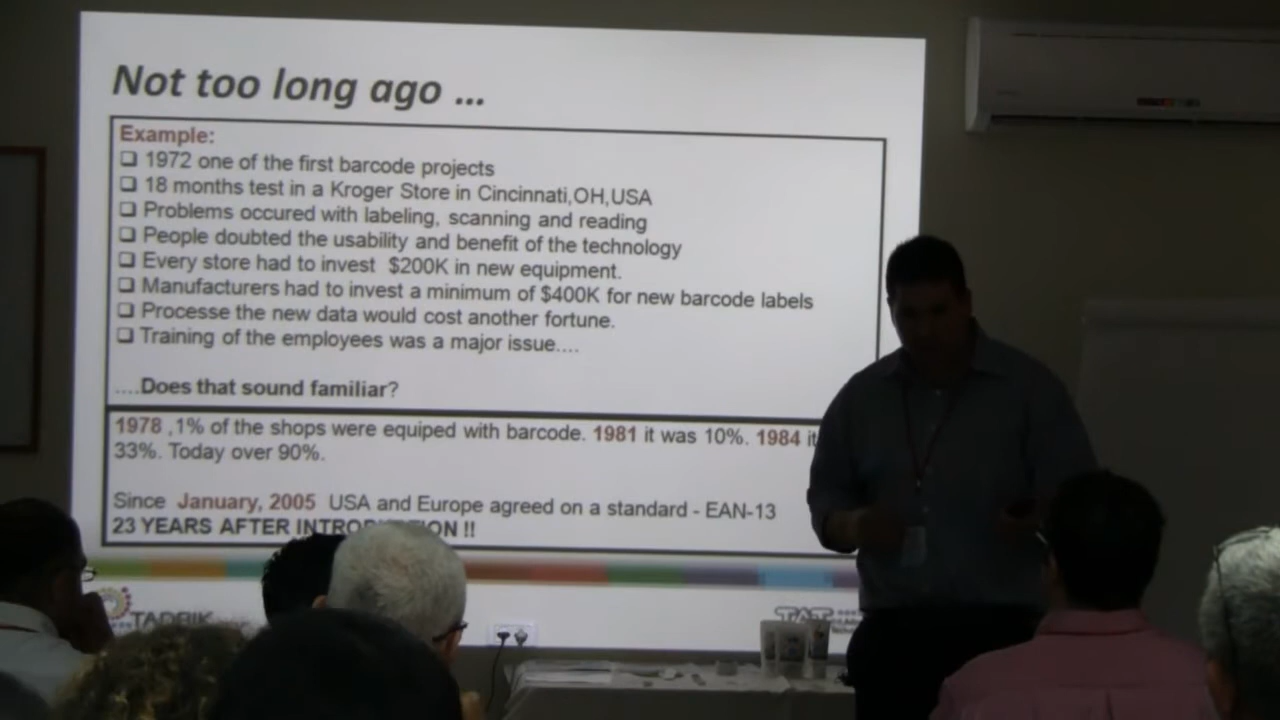 Not too long ago ...
Example:
❑ 1972 one of the first barcode projects
❑ 18 months test in a Kroger Store in Cincinnati,OH,USA
❑ Problems occured with labeling, scanning and reading
❑ People doubted the usability and benefit of the technology
❑ Every store had to invest $200K in new equipment.
❑ Manufacturers had to invest a minimum of $400K for new barcode labels
❑ Processe the new data would cost another fortune.
❑ Training of the employees was a major issue....
....Does that sound familiar?
1978 ,1% of the shops were equiped with barcode. 1981 it was 10%. 1984 it
33%. Today over 90%.
Since January, 2005 USA and Europe agreed on a standard - EAN-13
23 YEARS AFTER !!
TADBIK
TAT